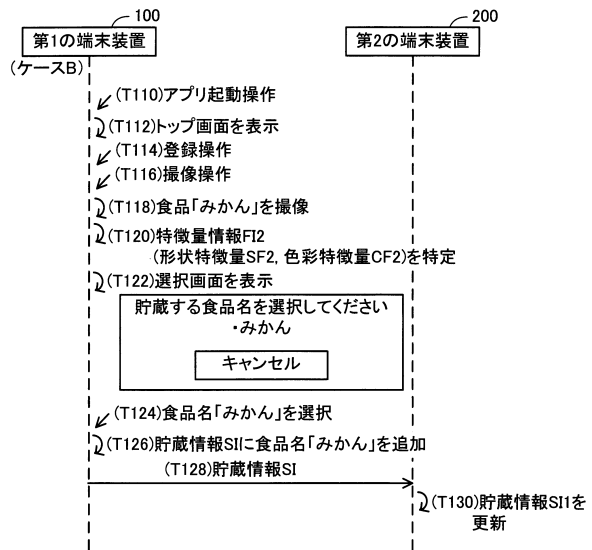 100
200
第1の端末装置
第2の端末装置
(ケースB)
(T110)アプリ起動操作
(T112)トップ画面を表示
(T114)登録操作
(T116)撮像操作
(T118)食品「みかん」を撮像
(T120)特徴量情報FI2
(形状特徴量SF2, 色彩特徴量CF2)を特定
(T122)選択画面を表示
貯蔵する食品名を選択してください
・みかん
キャンセル
(T124)食品名「みかん」を選択
(T126)貯蔵情報SIに食品名「みかん」を追加
(T128)貯蔵情報SI
(T130)貯蔵情報SI1を
更新